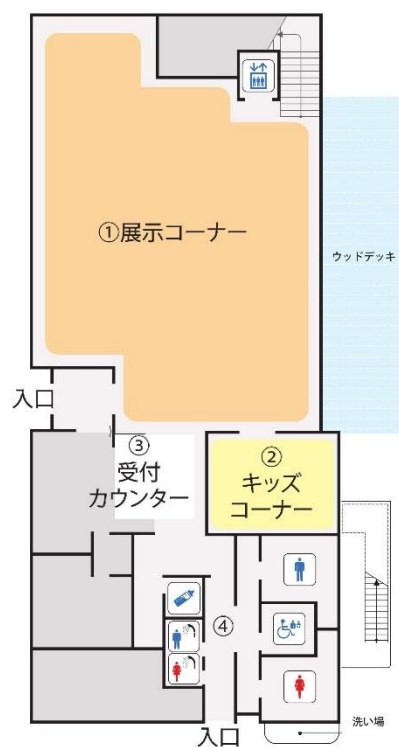 ①展示コーナー
ウッドデッキ
入口
③
受付
カウンター
②
キッズ
コーナー
④
洗い場
入口